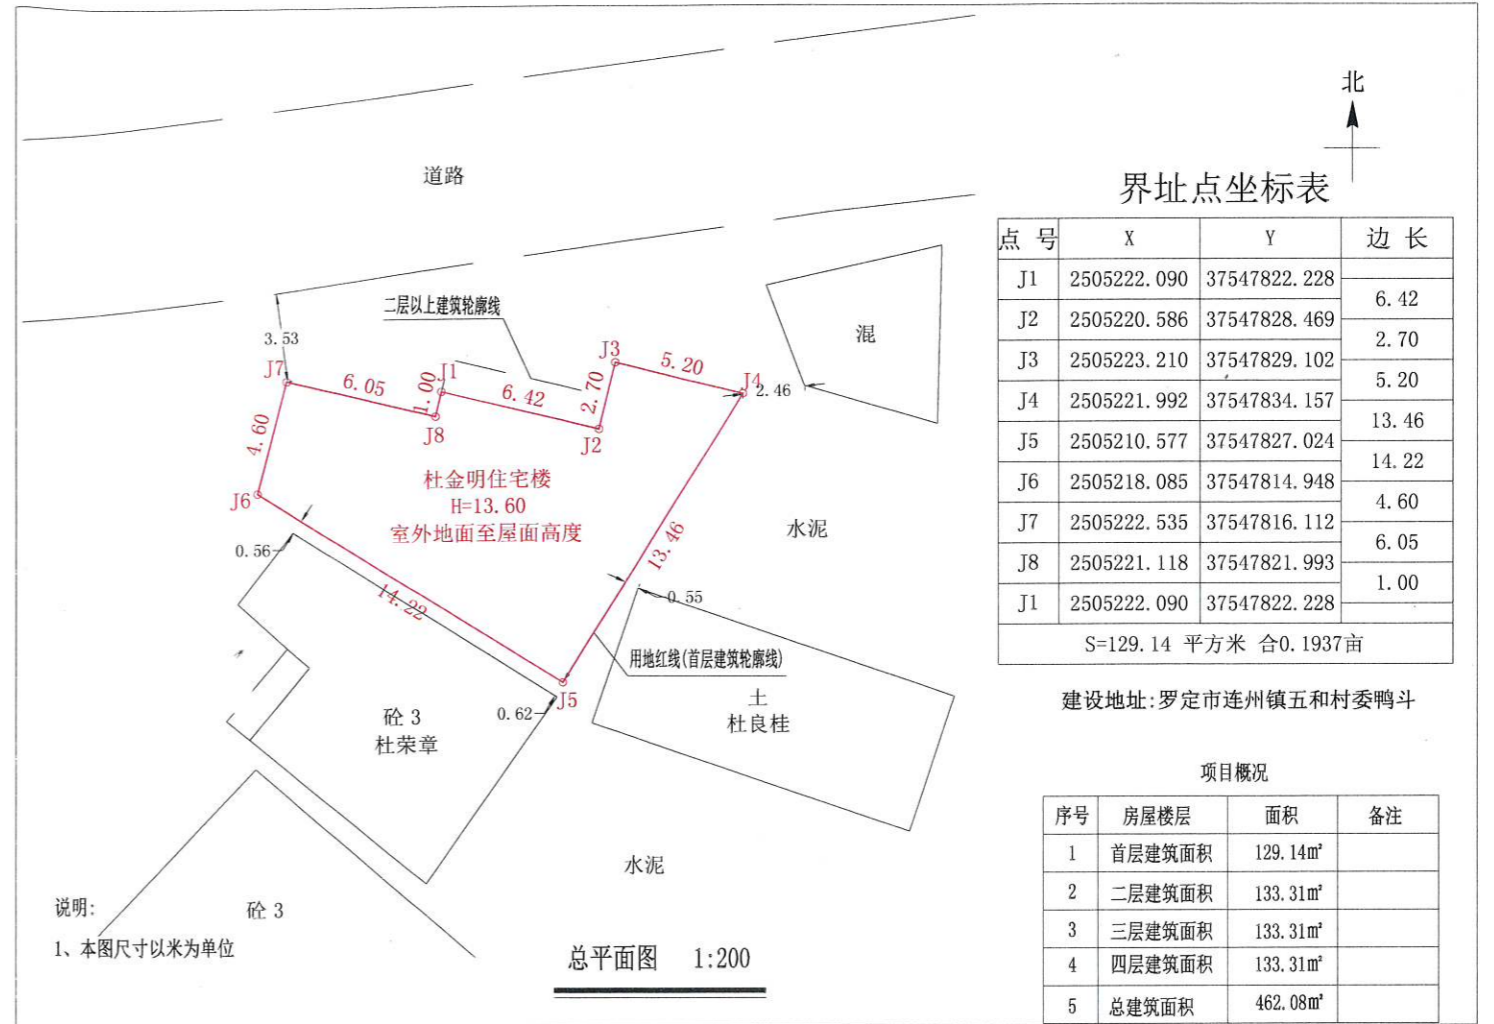 北
道路
界址点坐标表
点 号 X Y 边 长
J1 2505222.090 37547822.228
6.42
J2 2505220.586 37547828.469
2.70
J3 2505223.210 37547829.102
5.20
J4 2505221.992 37547834.157
13.46
J5 2505210.577 37547827.024
14.22
J6 2505218.085 37547814.948
4.60
J7 2505222.535 37547816.112
6.05
J8 2505221.118 37547821.993
1.00
J1 2505222.090 37547822.228
S=129.14 平方米 合0.1937亩
二层以上建筑轮廓线
混
3.53
J7
6.05
1.00
J1
6.42
2.70
J3
5.20
J4
2.46
J8
J2
4.60
J6
杜金明住宅楼
H=13.60
室外地面至屋面高度
水泥
13.46
0.56
14.22
0.55
用地红线(首层建筑轮廓线)
J5
0.62
土
杜良桂
砼 3
杜荣章
建设地址:罗定市连州镇五和村委鸭斗
项目概况
序号 房屋楼层 面积 备注
1 首层建筑面积 129.14㎡
2 二层建筑面积 133.31㎡
3 三层建筑面积 133.31㎡
4 四层建筑面积 133.31㎡
5 总建筑面积 462.08㎡
水泥
砼 3
说明:
1、本图尺寸以米为单位
总平面图 1:200